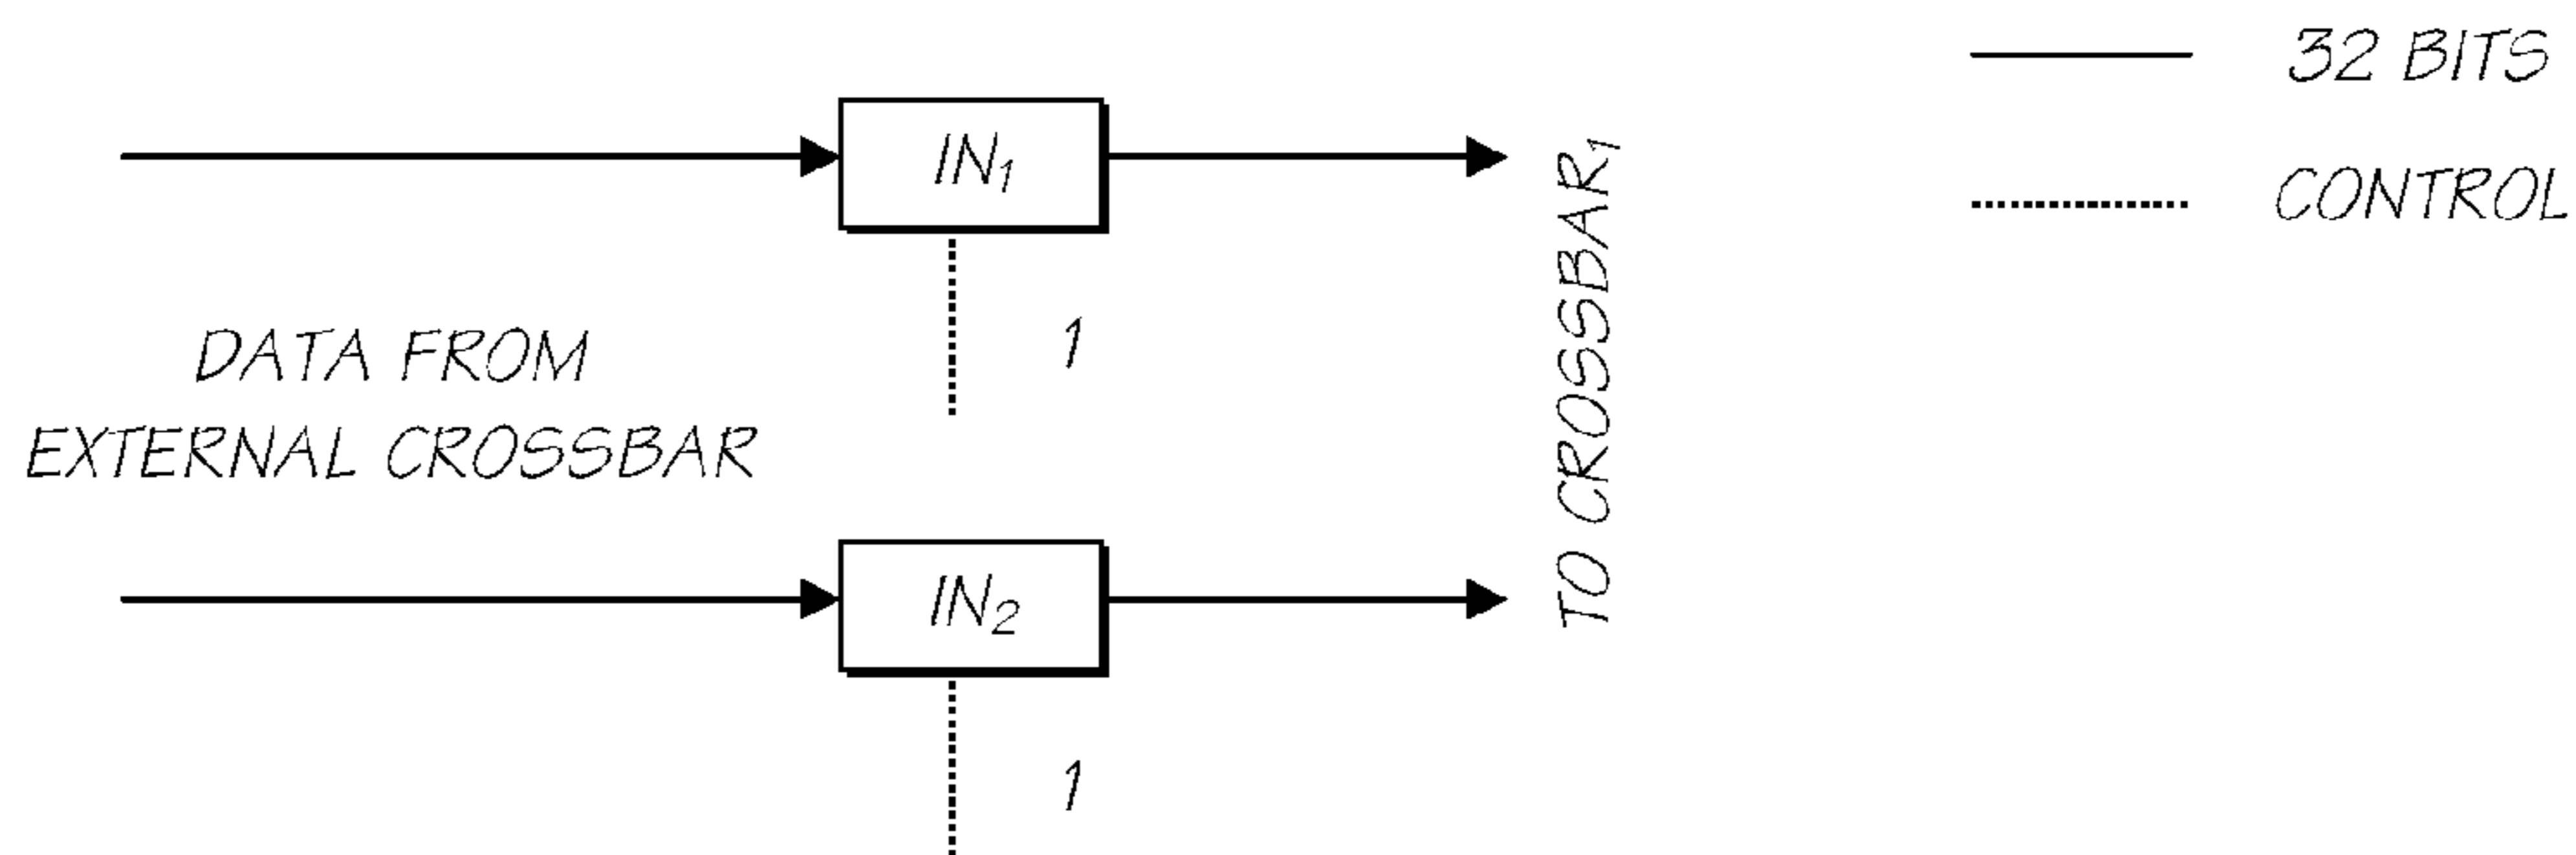 32 BITS
IN₁
CONTROL
TO CROSSBAR₁
1
DATA FROM
EXTERNAL CROSSBAR
IN₂
1